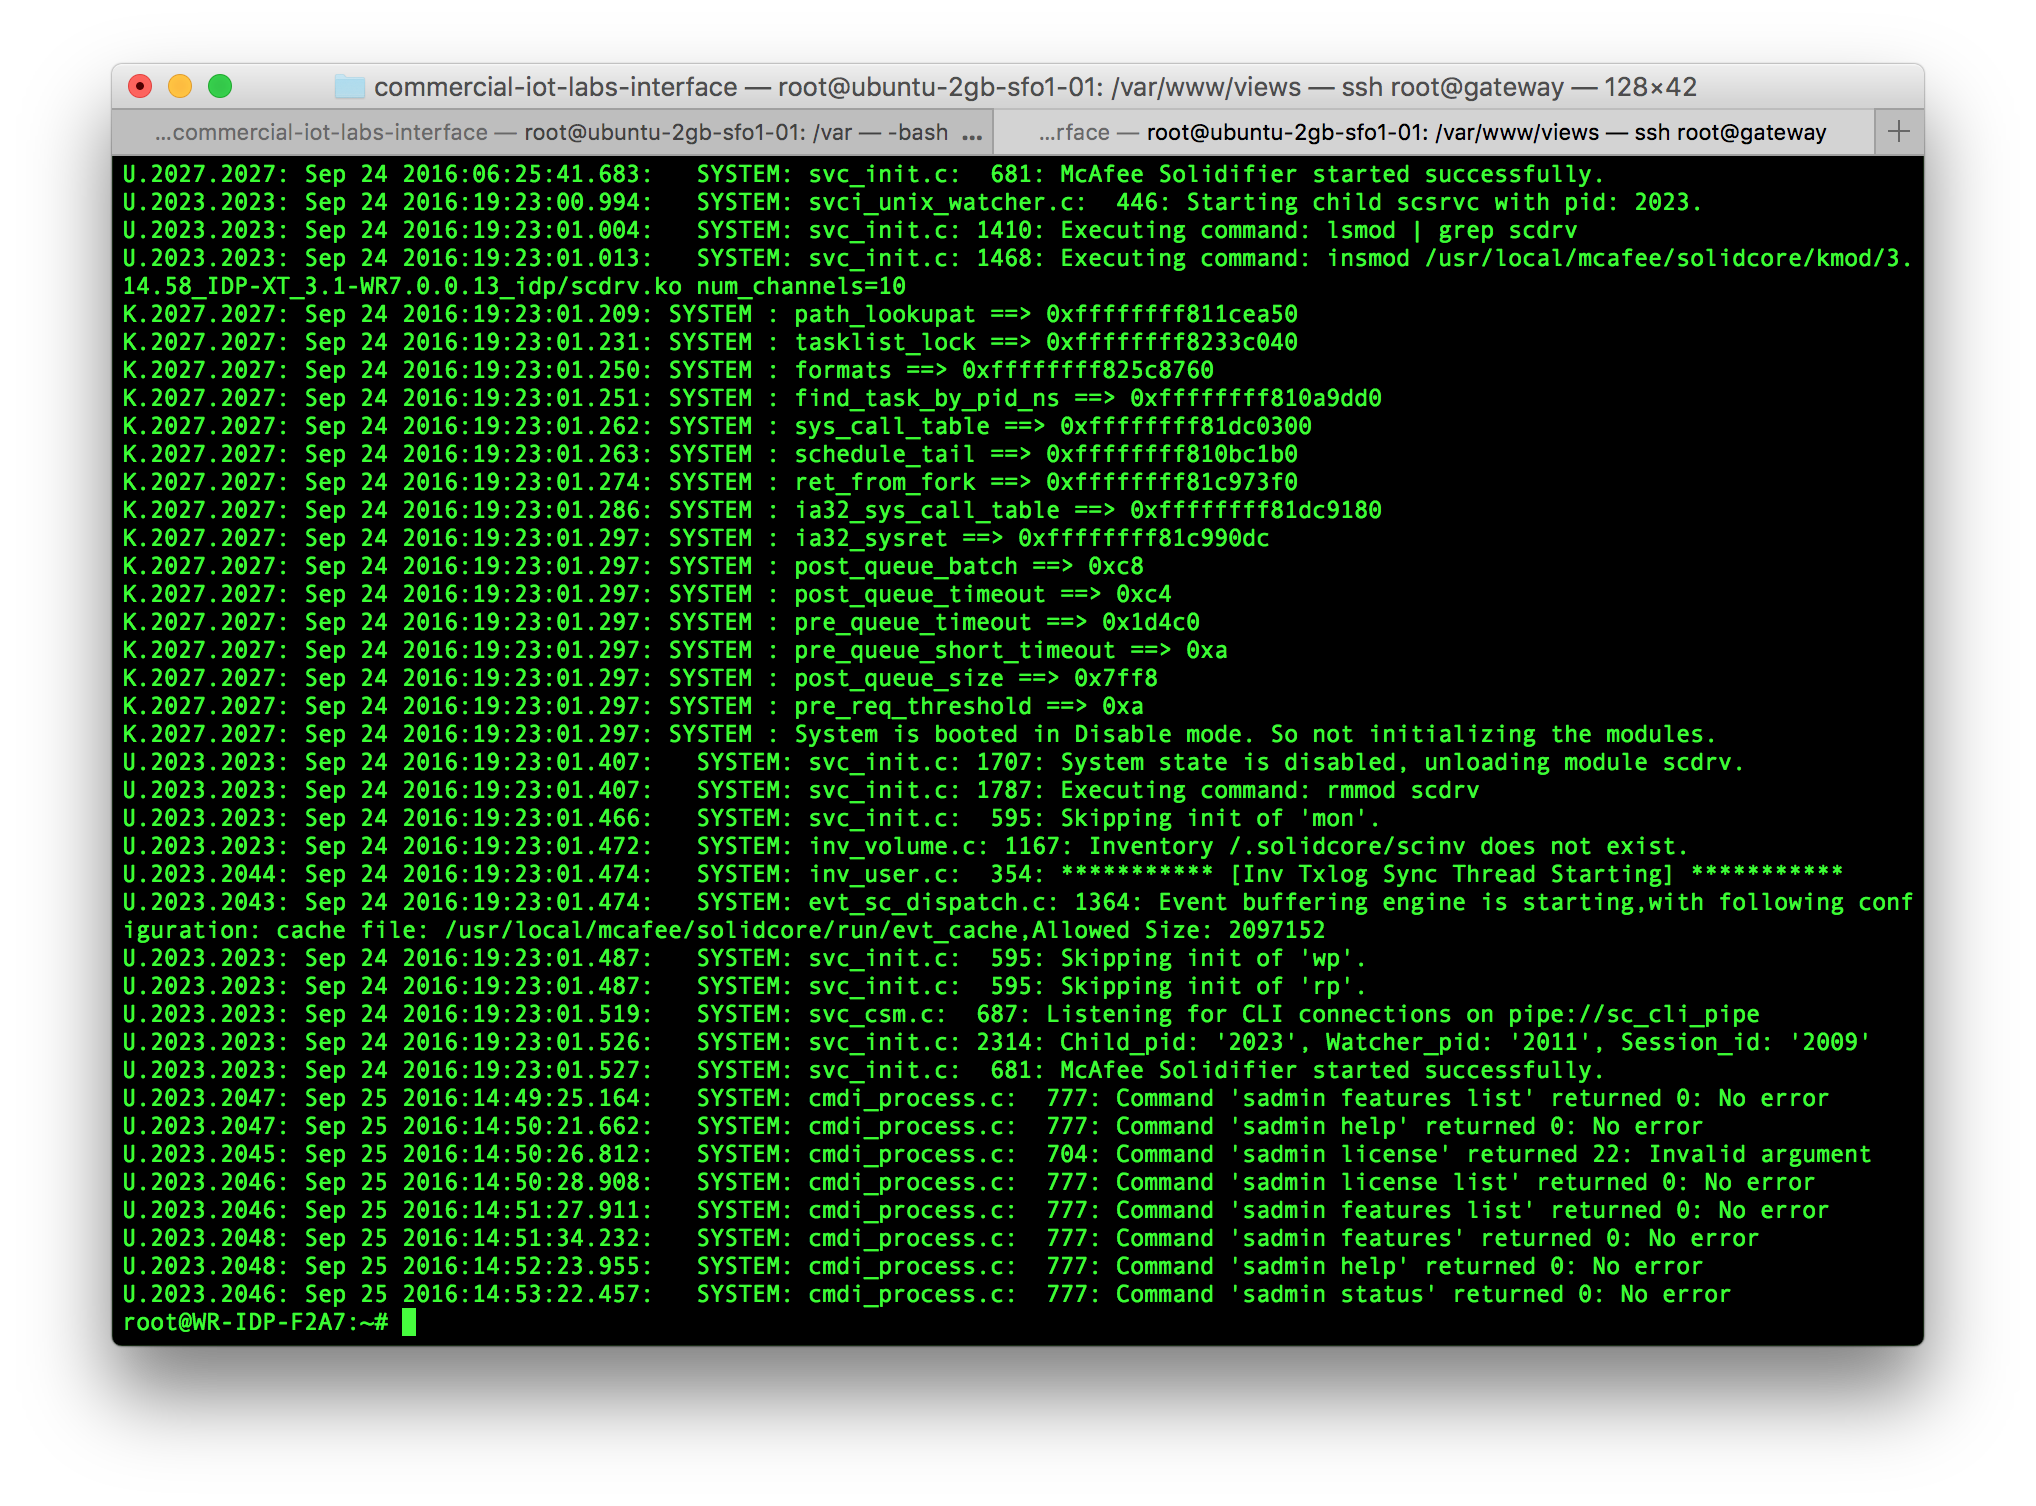 commercial-iot-labs-interface — root@ubuntu-2gb-sfo1-01: /var/www/views — ssh root@gateway — 128×42
...commercial-iot-labs-interface — root@ubuntu-2gb-sfo1-01: /var — -bash ...
...rface — root@ubuntu-2gb-sfo1-01: /var/www/views — ssh root@gateway
U.2027.2027: Sep 24 2016:06:25:41.683:   SYSTEM: svc_init.c:  681: McAfee Solidifier started successfully.
U.2023.2023: Sep 24 2016:19:23:00.994:   SYSTEM: svci_unix_watcher.c:  446: Starting child scsrvc with pid: 2023.
U.2023.2023: Sep 24 2016:19:23:01.004:   SYSTEM: svc_init.c: 1410: Executing command: lsmod | grep scdrv
U.2023.2023: Sep 24 2016:19:23:01.013:   SYSTEM: svc_init.c: 1468: Executing command: insmod /usr/local/mcafee/solidcore/kmod/3.
14.58_IDP-XT_3.1-WR7.0.0.13_idp/scdrv.ko num_channels=10
K.2027.2027: Sep 24 2016:19:23:01.209: SYSTEM : path_lookupat ==> 0xffffffff811cea50
K.2027.2027: Sep 24 2016:19:23:01.231: SYSTEM : tasklist_lock ==> 0xffffffff8233c040
K.2027.2027: Sep 24 2016:19:23:01.250: SYSTEM : formats ==> 0xffffffff825c8760
K.2027.2027: Sep 24 2016:19:23:01.251: SYSTEM : find_task_by_pid_ns ==> 0xffffffff810a9dd0
K.2027.2027: Sep 24 2016:19:23:01.262: SYSTEM : sys_call_table ==> 0xffffffff81dc0300
K.2027.2027: Sep 24 2016:19:23:01.263: SYSTEM : schedule_tail ==> 0xffffffff810bc1b0
K.2027.2027: Sep 24 2016:19:23:01.274: SYSTEM : ret_from_fork ==> 0xffffffff81c973f0
K.2027.2027: Sep 24 2016:19:23:01.286: SYSTEM : ia32_sys_call_table ==> 0xffffffff81dc9180
K.2027.2027: Sep 24 2016:19:23:01.297: SYSTEM : ia32_sysret ==> 0xffffffff81c990dc
K.2027.2027: Sep 24 2016:19:23:01.297: SYSTEM : post_queue_batch ==> 0xc8
K.2027.2027: Sep 24 2016:19:23:01.297: SYSTEM : post_queue_timeout ==> 0xc4
K.2027.2027: Sep 24 2016:19:23:01.297: SYSTEM : pre_queue_timeout ==> 0x1d4c0
K.2027.2027: Sep 24 2016:19:23:01.297: SYSTEM : pre_queue_short_timeout ==> 0xa
K.2027.2027: Sep 24 2016:19:23:01.297: SYSTEM : post_queue_size ==> 0x7ff8
K.2027.2027: Sep 24 2016:19:23:01.297: SYSTEM : pre_req_threshold ==> 0xa
K.2027.2027: Sep 24 2016:19:23:01.297: SYSTEM : System is booted in Disable mode. So not initializing the modules.
U.2023.2023: Sep 24 2016:19:23:01.407:   SYSTEM: svc_init.c: 1707: System state is disabled, unloading module scdrv.
U.2023.2023: Sep 24 2016:19:23:01.407:   SYSTEM: svc_init.c: 1787: Executing command: rmmod scdrv
U.2023.2023: Sep 24 2016:19:23:01.466:   SYSTEM: svc_init.c:  595: Skipping init of 'mon'.
U.2023.2023: Sep 24 2016:19:23:01.472:   SYSTEM: inv_volume.c: 1167: Inventory /.solidcore/scinv does not exist.
U.2023.2044: Sep 24 2016:19:23:01.474:   SYSTEM: inv_user.c:  354: *********** [Inv Txlog Sync Thread Starting] ***********
U.2023.2043: Sep 24 2016:19:23:01.474:   SYSTEM: evt_sc_dispatch.c: 1364: Event buffering engine is starting,with following conf
iguration: cache file: /usr/local/mcafee/solidcore/run/evt_cache,Allowed Size: 2097152
U.2023.2023: Sep 24 2016:19:23:01.487:   SYSTEM: svc_init.c:  595: Skipping init of 'wp'.
U.2023.2023: Sep 24 2016:19:23:01.487:   SYSTEM: svc_init.c:  595: Skipping init of 'rp'.
U.2023.2023: Sep 24 2016:19:23:01.519:   SYSTEM: svc_csm.c:  687: Listening for CLI connections on pipe://sc_cli_pipe
U.2023.2023: Sep 24 2016:19:23:01.526:   SYSTEM: svc_init.c: 2314: Child_pid: '2023', Watcher_pid: '2011', Session_id: '2009'
U.2023.2023: Sep 24 2016:19:23:01.527:   SYSTEM: svc_init.c:  681: McAfee Solidifier started successfully.
U.2023.2047: Sep 25 2016:14:49:25.164:   SYSTEM: cmdi_process.c:  777: Command 'sadmin features list' returned 0: No error
U.2023.2047: Sep 25 2016:14:50:21.662:   SYSTEM: cmdi_process.c:  777: Command 'sadmin help' returned 0: No error
U.2023.2045: Sep 25 2016:14:50:26.812:   SYSTEM: cmdi_process.c:  704: Command 'sadmin license' returned 22: Invalid argument
U.2023.2046: Sep 25 2016:14:50:28.908:   SYSTEM: cmdi_process.c:  777: Command 'sadmin license list' returned 0: No error
U.2023.2046: Sep 25 2016:14:51:27.911:   SYSTEM: cmdi_process.c:  777: Command 'sadmin features list' returned 0: No error
U.2023.2048: Sep 25 2016:14:51:34.232:   SYSTEM: cmdi_process.c:  777: Command 'sadmin features' returned 0: No error
U.2023.2048: Sep 25 2016:14:52:23.955:   SYSTEM: cmdi_process.c:  777: Command 'sadmin help' returned 0: No error
U.2023.2046: Sep 25 2016:14:53:22.457:   SYSTEM: cmdi_process.c:  777: Command 'sadmin status' returned 0: No error
root@WR-IDP-F2A7:~#